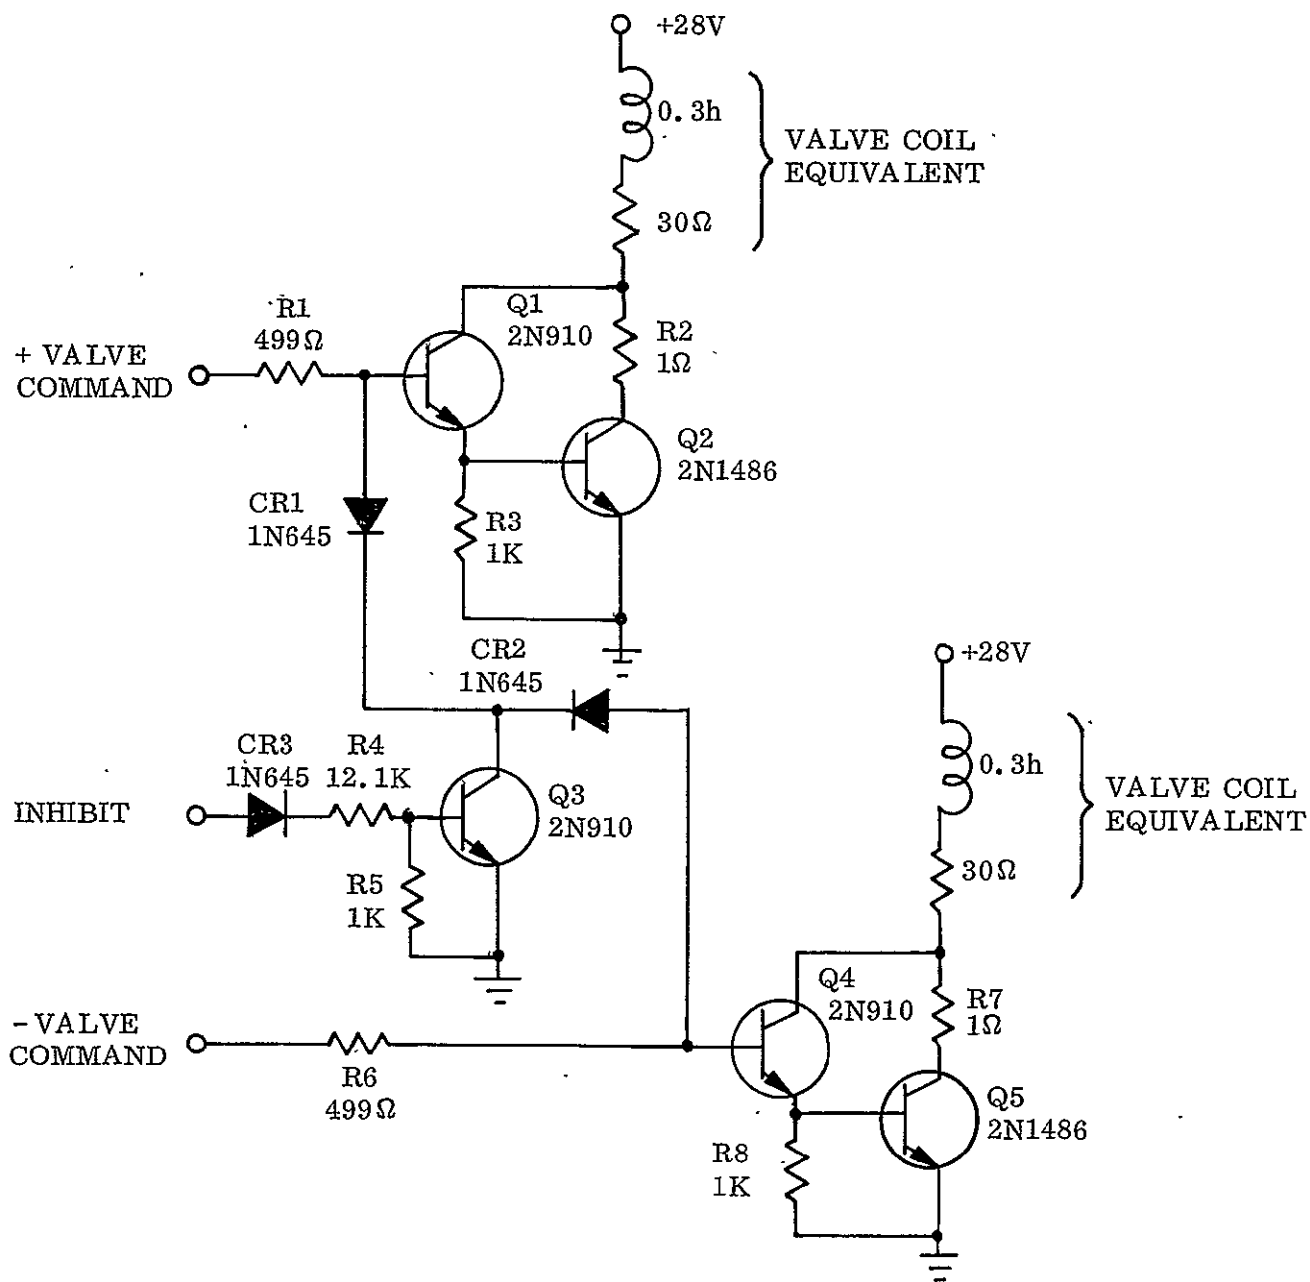 +28V
0.3h
VALVE COIL
EQUIVALENT
30Ω
R1
499Ω
Q1
2N910
R2
1Ω
+ VALVE
COMMAND
Q2
2N1486
CR1
1N645
R3
1K
CR2
1N645
+28V
CR3
1N645
R4
12.1K
0.3h
VALVE COIL
EQUIVALENT
INHIBIT
Q3
2N910
30Ω
R5
1K
Q4
2N910
R7
1Ω
-VALVE
COMMAND
R6
499Ω
Q5
2N1486
R8
1K